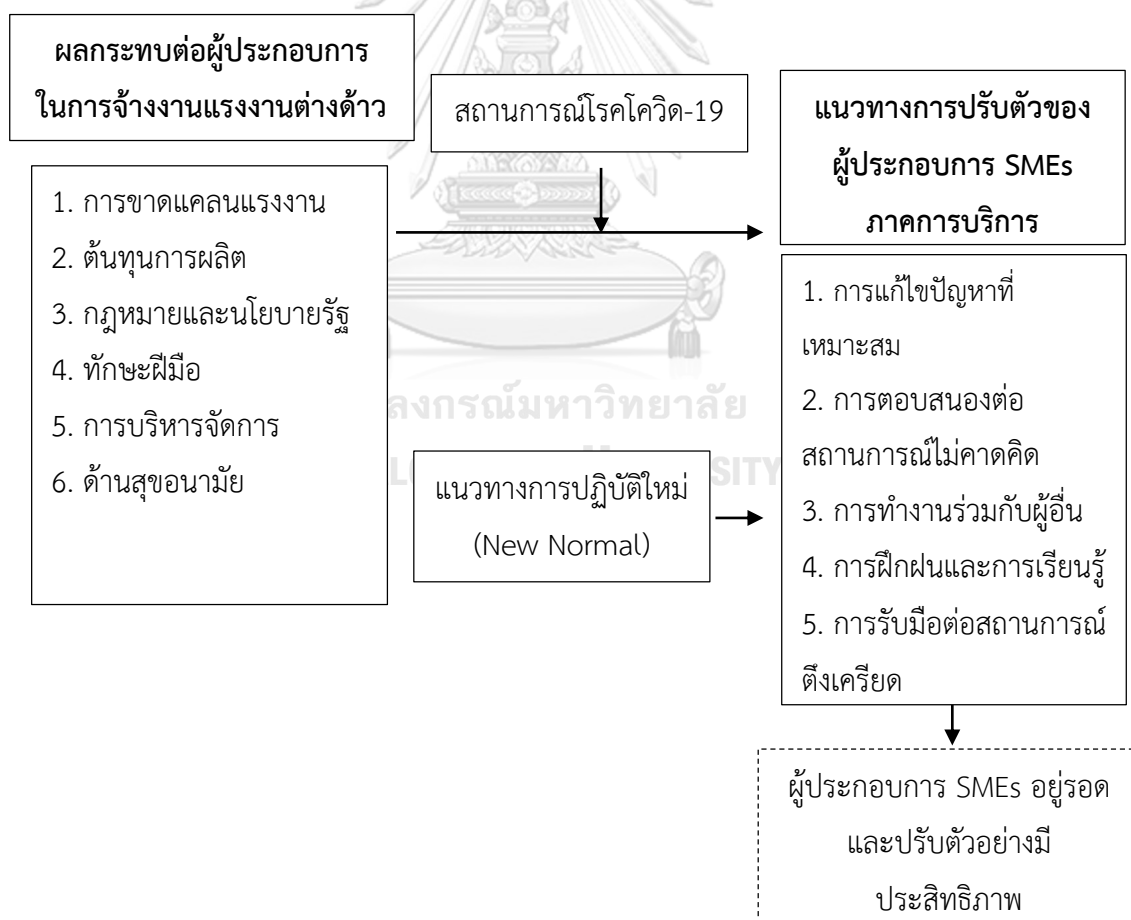 ผลกระทบต่อผู้ประกอบการ
ในการจ้างงานแรงงานต่างด้าว
สถานการณ์โรคโควิด-19
แนวทางการปรับตัวของ
ผู้ประกอบการ SMEs
ภาคการบริการ
1. การขาดแคลนแรงงาน
2. ต้นทุนการผลิต
3. กฎหมายและนโยบายรัฐ
4. ทักษะฝีมือ
5. การบริหารจัดการ
6. ด้านสุขอนามัย
ลงกรณ์มหาวิทยาลัย
SITY
แนวทางการปฏิบัติใหม่
(New Normal)
1. การแก้ไขปัญหาที่
เหมาะสม
2. การตอบสนองต่อ
สถานการณ์ไม่คาดคิด
3. การทำงานร่วมกับผู้อื่น
4. การฝึกฝนและการเรียนรู้
5. การรับมือต่อสถานการณ์
ตึงเครียด
ผู้ประกอบการ SMEs อยู่รอด
และปรับตัวอย่างมี
ประสิทธิภาพ